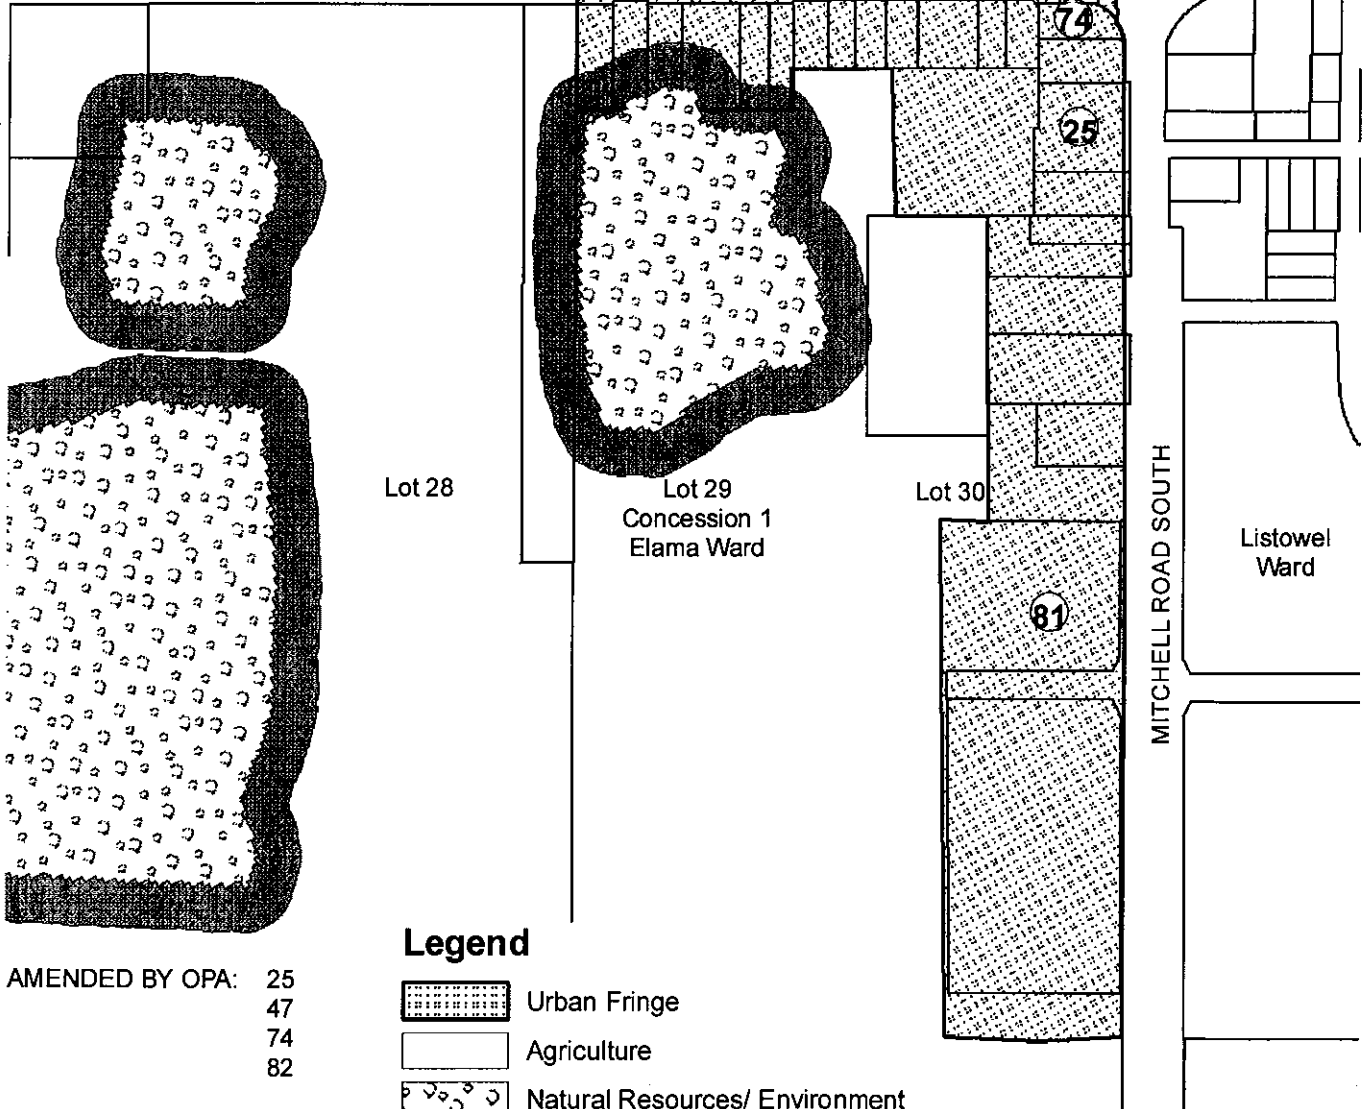 74
25
Lot 28
Lot 29
Concession 1
Elama Ward
Lot 30
MITCHELL ROAD SOUTH
Listowel
Ward
81
AMENDED BY OPA: 25
47
74
82
Legend
Urban Fringe
Agriculture
Natural Resources/ Environment